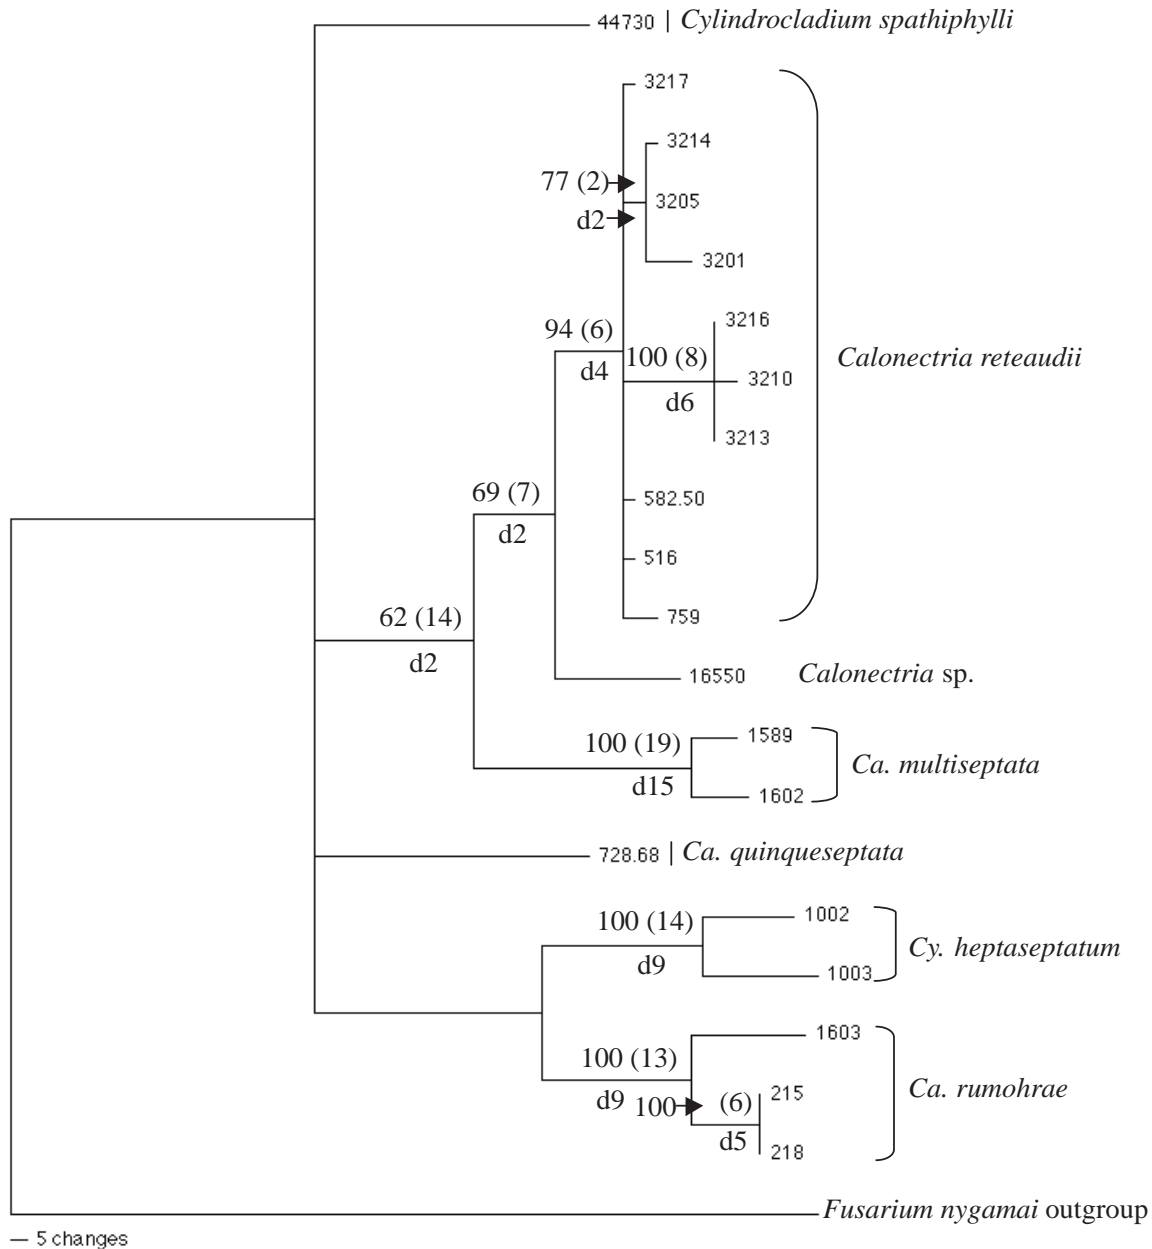 44730 | Cylindrocladium spathiphylli
3217
3214
77 (2)
3205
d2
3201
3216
94 (6)
100 (8)
Calonectria reteaudii
d4
3210
d6
3213
69 (7)
582.50
d2
516
62 (14)
759
d2
16550 Calonectria sp.
1589
100 (19)
Ca. multiseptata
d15
1602
728.68 | Ca. quinqueseptata
1002
100 (14)
Cy. heptaseptatum
d9
1003
1603
100 (13)
Ca. rumohrae
d9
100
(6)
215
d5
218
Fusarium nygamai outgroup
5 changes